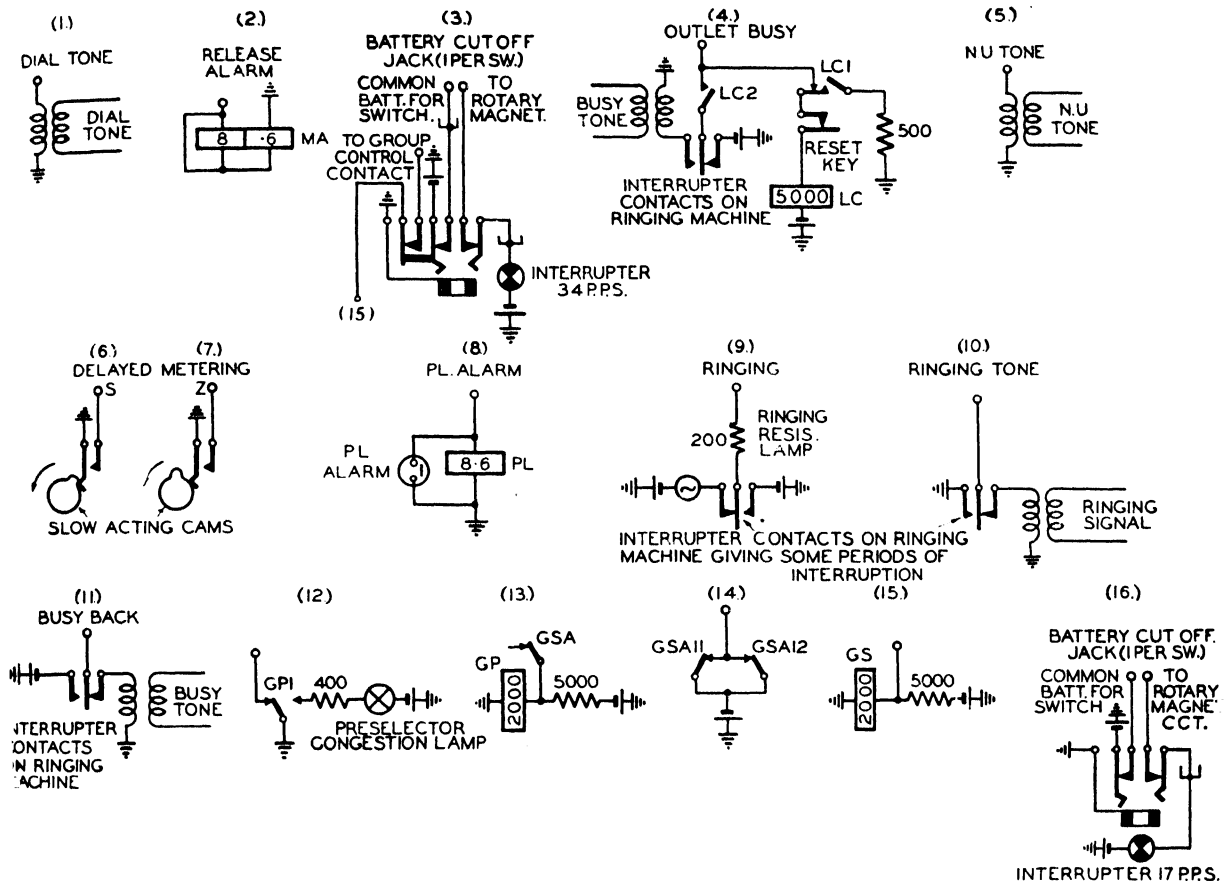 (1.)
DIAL TONE
DIAL
TONE
(2.)
RELEASE
ALARM
8
·6
MA
(3.)
BATTERY CUT OFF
JACK (1 PER SW.)
COMMON
BATT. FOR
SWITCH.
TO
ROTARY
MAGNET.
TO GROUP
CONTROL
CONTACT
INTERRUPTER
34 P.P.S.
(15)
(4.)
OUTLET BUSY
BUSY
TONE
LC2
LC1
500
RESET
KEY
INTERRUPTER
CONTACTS ON
RINGING MACHINE
5000
LC
(5.)
N.U TONE
N.U
TONE
(6.)
(7.)
DELAYED METERING
S
Z
SLOW ACTING CAMS
(8.)
P.L. ALARM
PL
ALARM
8·6
PL
(9.)
RINGING
200
RINGING
RESIS.
LAMP
INTERRUPTER CONTACTS ON RINGING
MACHINE GIVING SOME PERIODS OF
INTERRUPTION
(10.)
RINGING TONE
RINGING
SIGNAL
(11.)
BUSY BACK
BUSY
TONE
NTERRUPTER
ONTACTS
N RINGING
ACHINE
(12)
GP1
400
PRESELECTOR
CONGESTION LAMP
(13.)
GSA
GP
2000
5000
(14.)
GSA11
GSA12
(15.)
GS
2000
5000
(16.)
BATTERY CUT OFF.
JACK (1 PER SW.)
COMMON
BATT. FOR
SWITCH
TO
ROTARY
MAGNE
CCT.
INTERRUPTER 17 P.P.S.